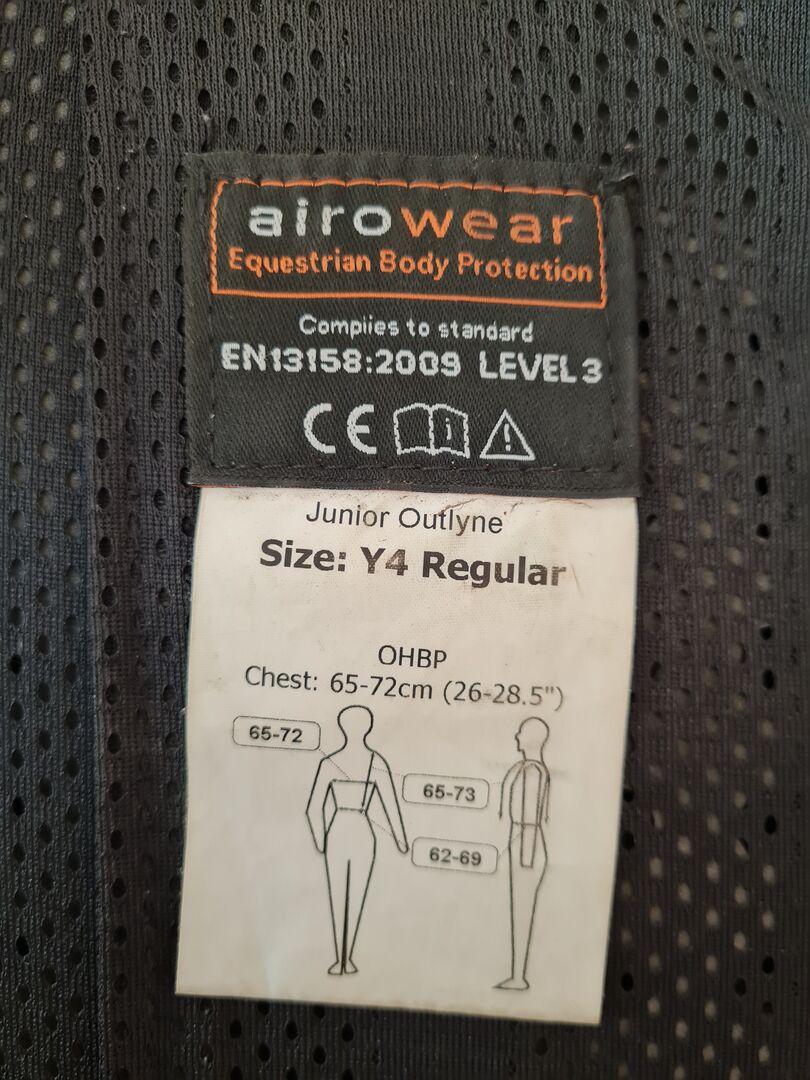 airowear
Equestrian Body Protection
Complies to standard
EN13158:2009 LEVEL 3
CE
Junior Outlyne
Size: Y4 Regular
OHBP
Chest: 65-72cm (26-28.5")
65-72
65-73
62-69